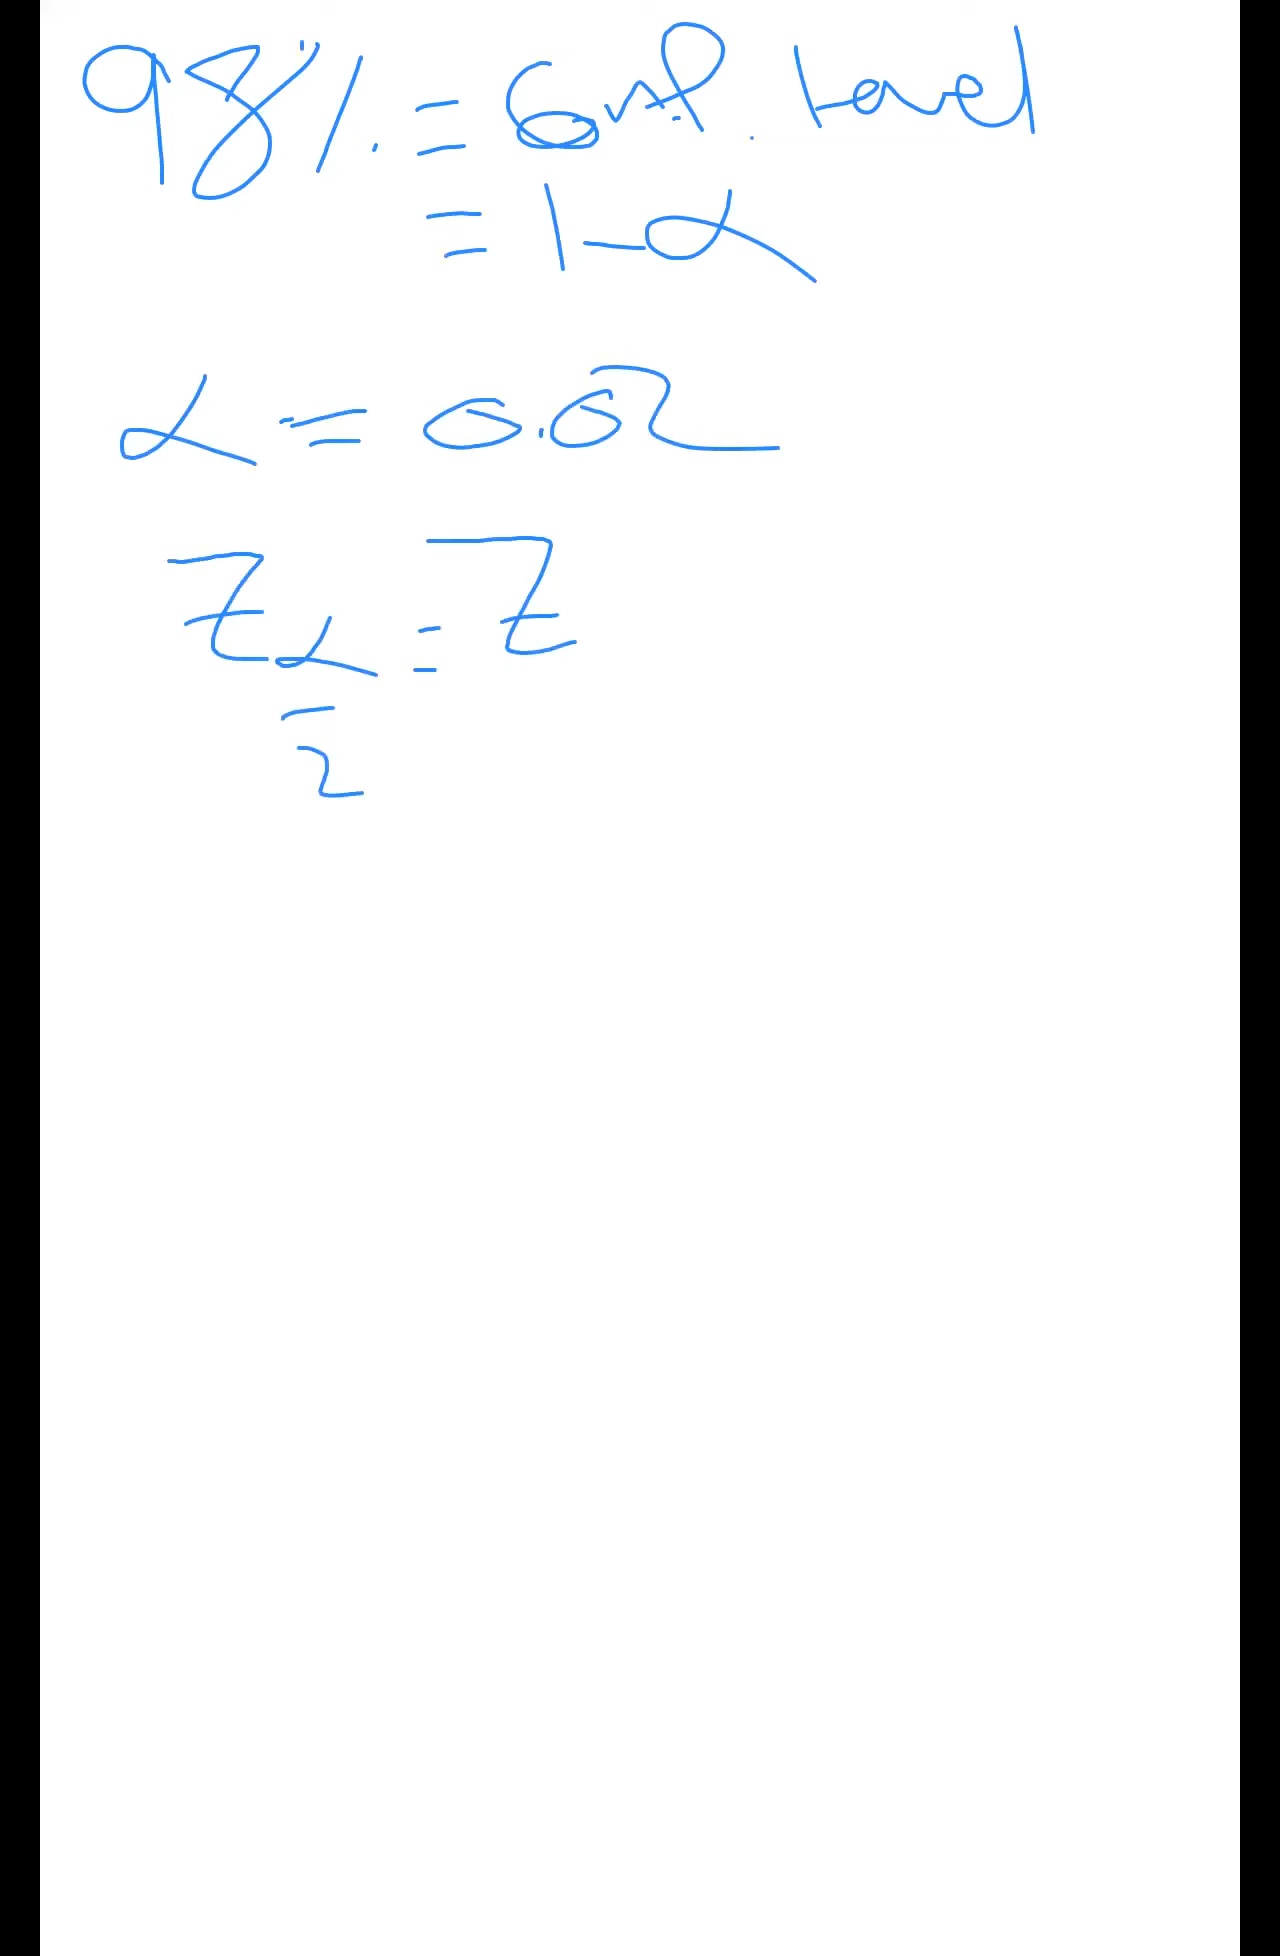 98% = Conf. Level
= 1-α
α = 0.02
Zα/2 = Z